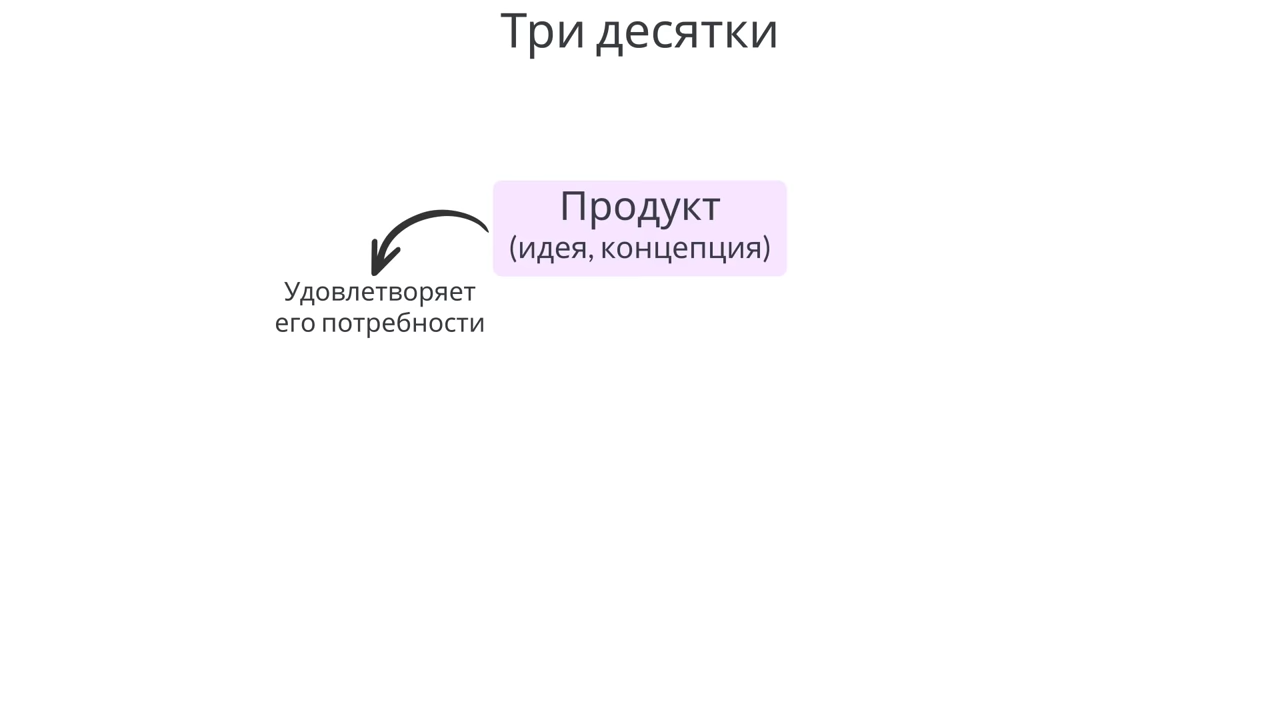 Три десятки
Продукт
(идея, концепция)
Удовлетворяет
его потребности